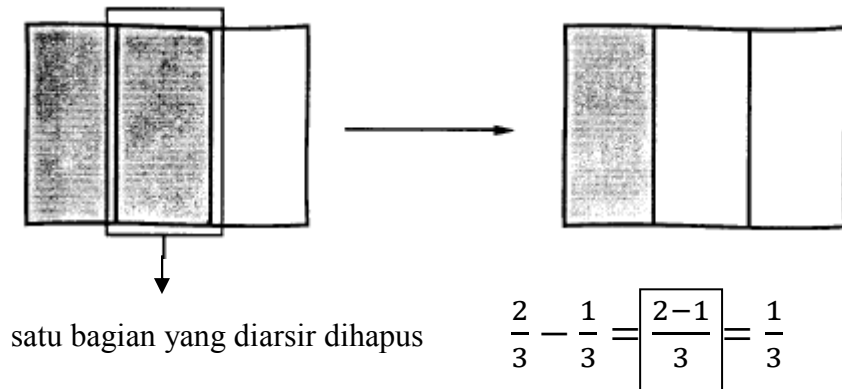 satu bagian yang diarsir dihapus
2/3 − 1/3 = 2−1/3 = 1/3